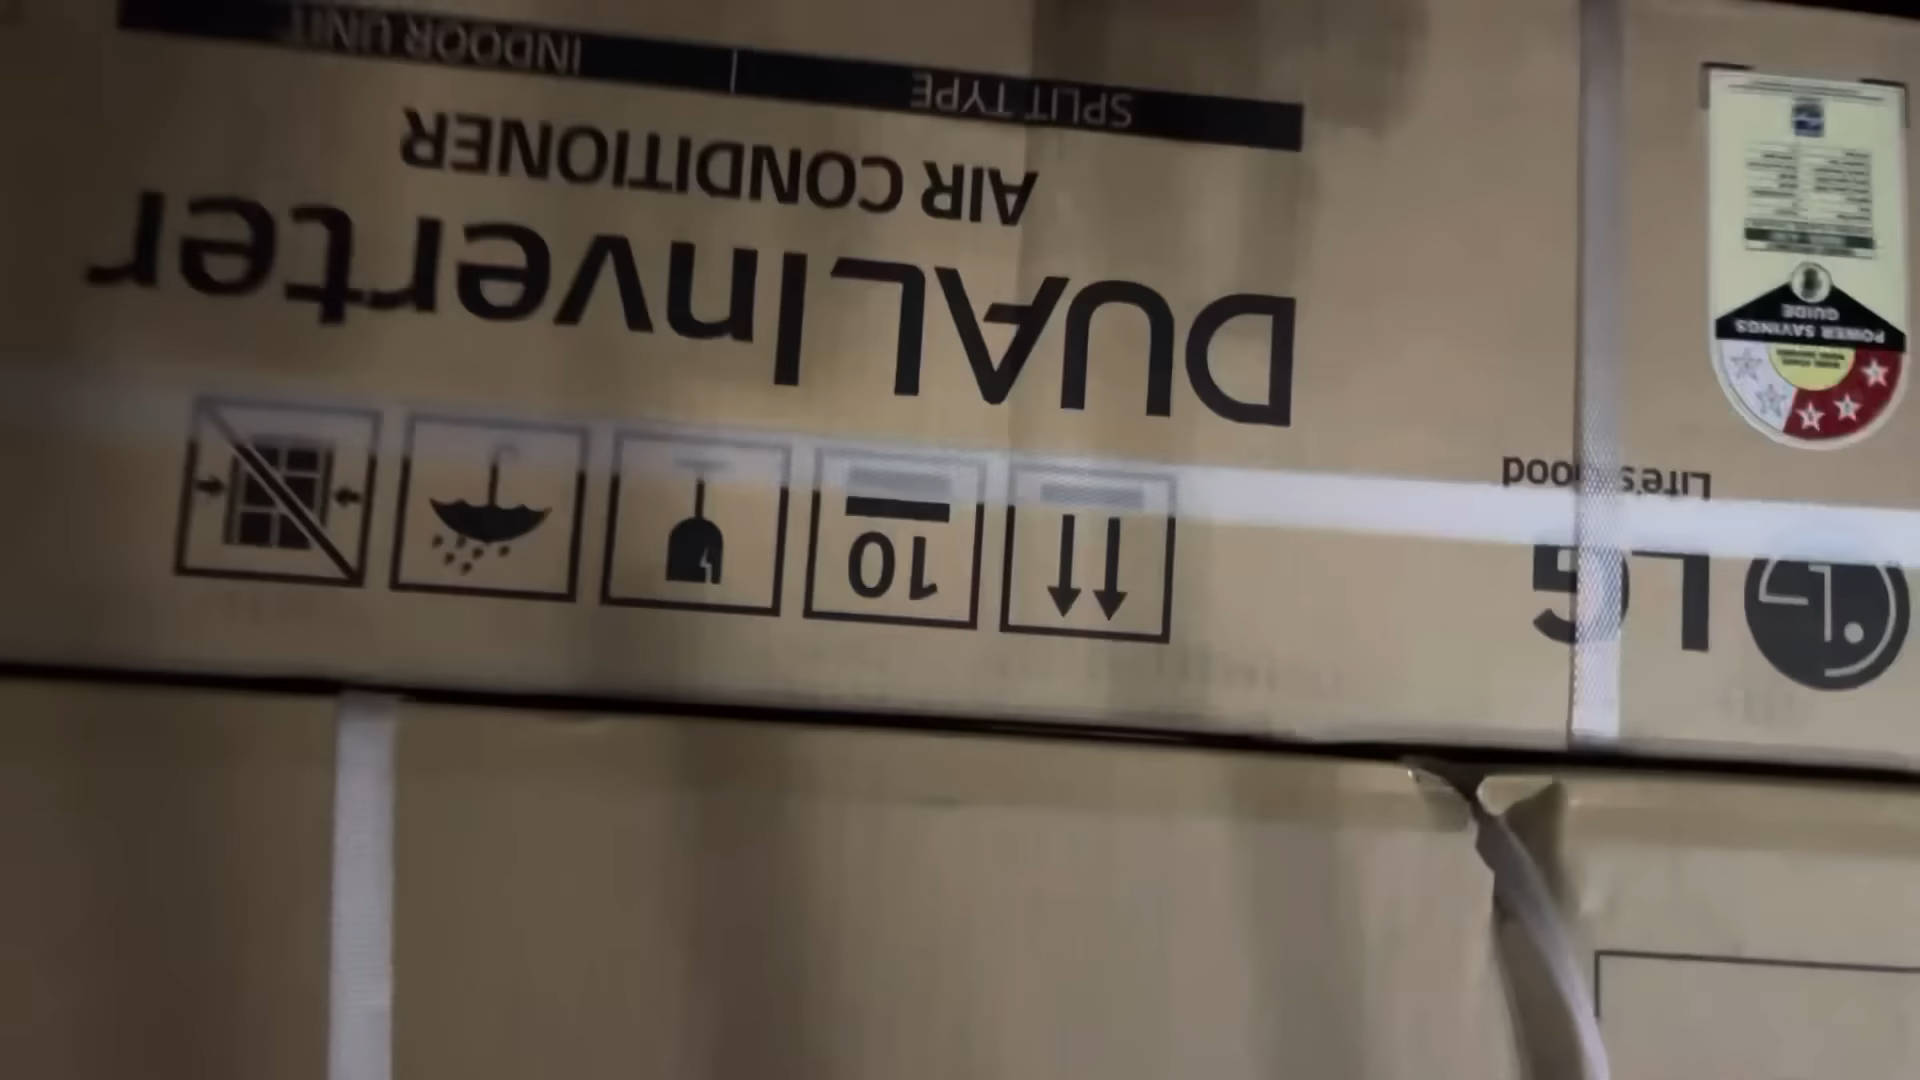 LG
Life's Good
10
DUAL Inverter
AIR CONDITIONER
SPLIT TYPE | INDOOR UNIT
POWER SAVINGS
GUIDE